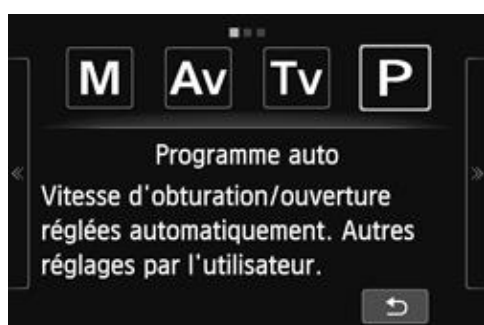 M Av Tv P
Programme auto
Vitesse d'obturation/ouverture
réglées automatiquement. Autres
réglages par l'utilisateur.